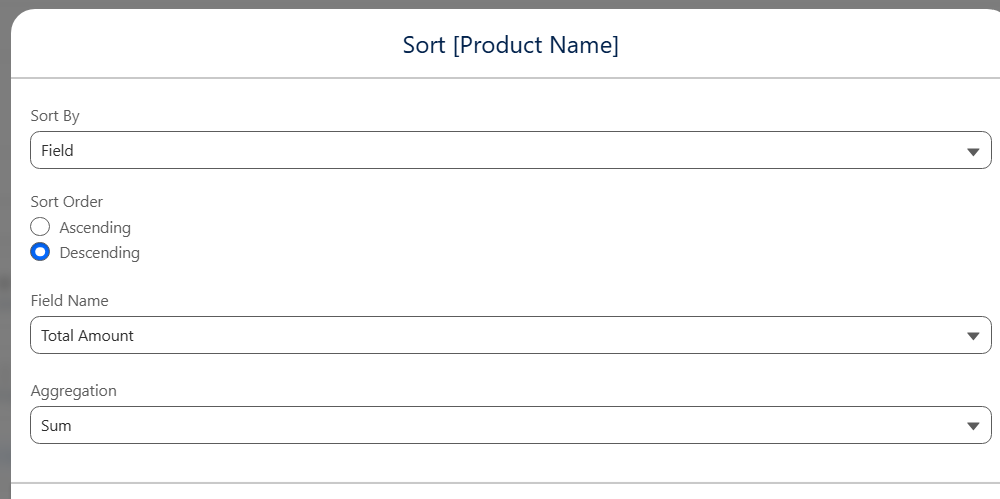 Sort [Product Name]
Sort By
Field
Sort Order
Ascending
Descending
Field Name
Total Amount
Aggregation
Sum